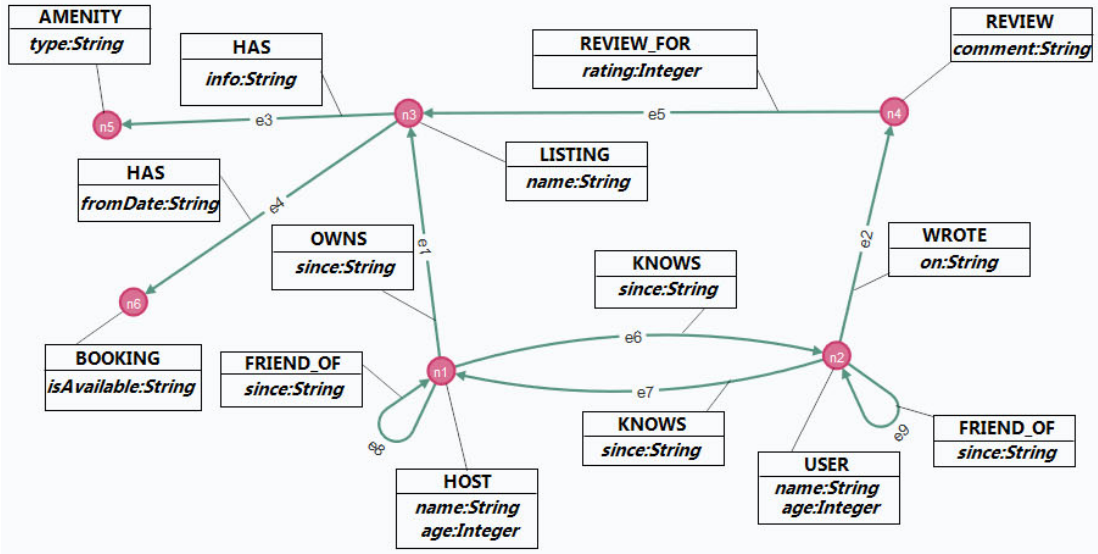 AMENITY
type:String
HAS
info:String
REVIEW_FOR
rating:Integer
REVIEW
comment:String
n5
e3
n3
e5
n4
HAS
fromDate:String
e4
LISTING
name:String
OWNS
since:String
e1
KNOWS
since:String
e2
WROTE
on:String
n6
BOOKING
isAvailable:String
FRIEND_OF
since:String
n1
e6
n2
e7
e8
KNOWS
since:String
e9
FRIEND_OF
since:String
HOST
name:String
age:Integer
USER
name:String
age:Integer